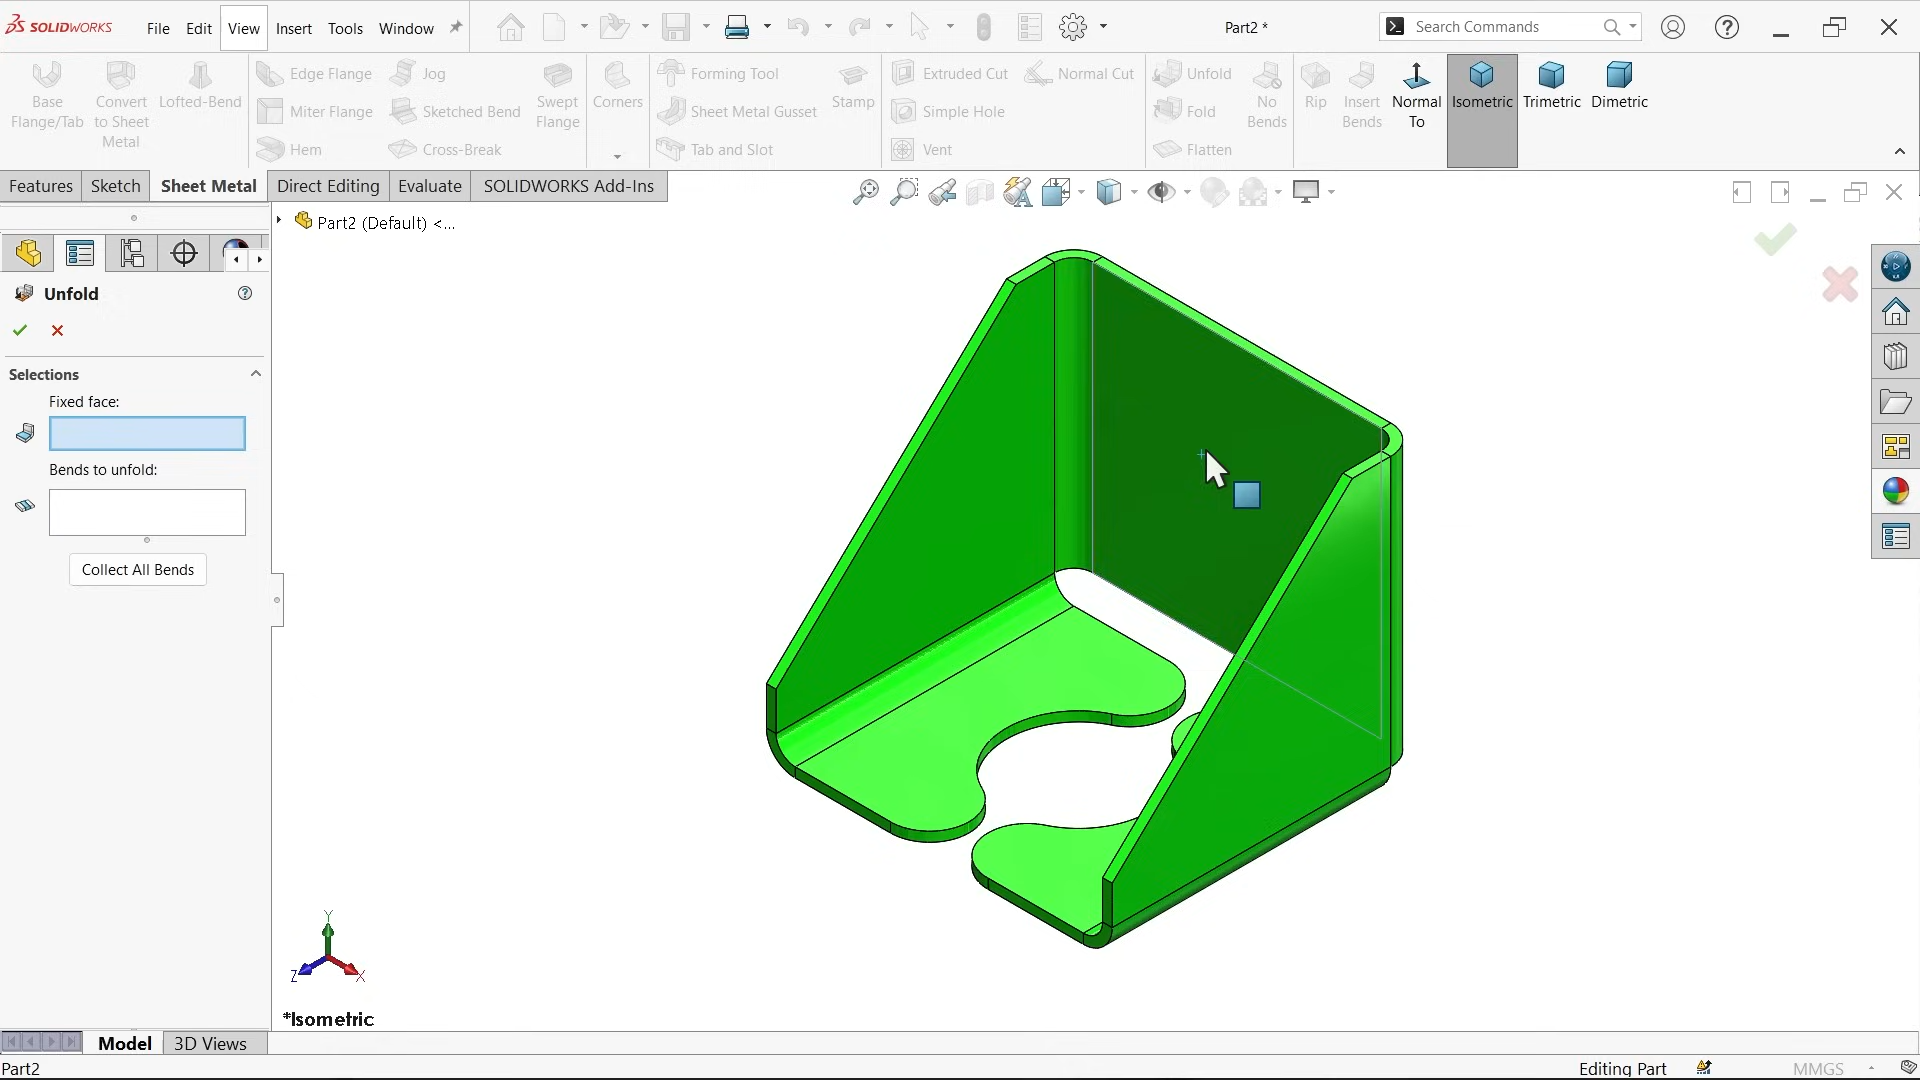 SOLIDWORKS File Edit View Insert Tools Window Part2 * Search Commands
Base Flange/Tab
Convert to Sheet Metal
Lofted-Bend
Edge Flange
Miter Flange
Hem
Jog
Sketched Bend
Cross-Break
Swept Flange
Corners
Forming Tool
Sheet Metal Gusset
Tab and Slot
Stamp
Extruded Cut
Simple Hole
Vent
Normal Cut
Unfold
Fold
Flatten
No Bends
Rip
Insert Bends
Normal To
Isometric
Trimetric
Dimetric
Features Sketch Sheet Metal Direct Editing Evaluate SOLIDWORKS Add-Ins
Part2 (Default) <...
Unfold
Selections
Fixed face:
Bends to unfold:
Collect All Bends
Y
Z
X
*Isometric
Model 3D Views
Part2 Editing Part MMGS